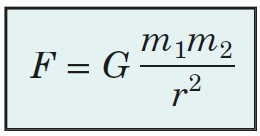 F = G m₁m₂ / r²